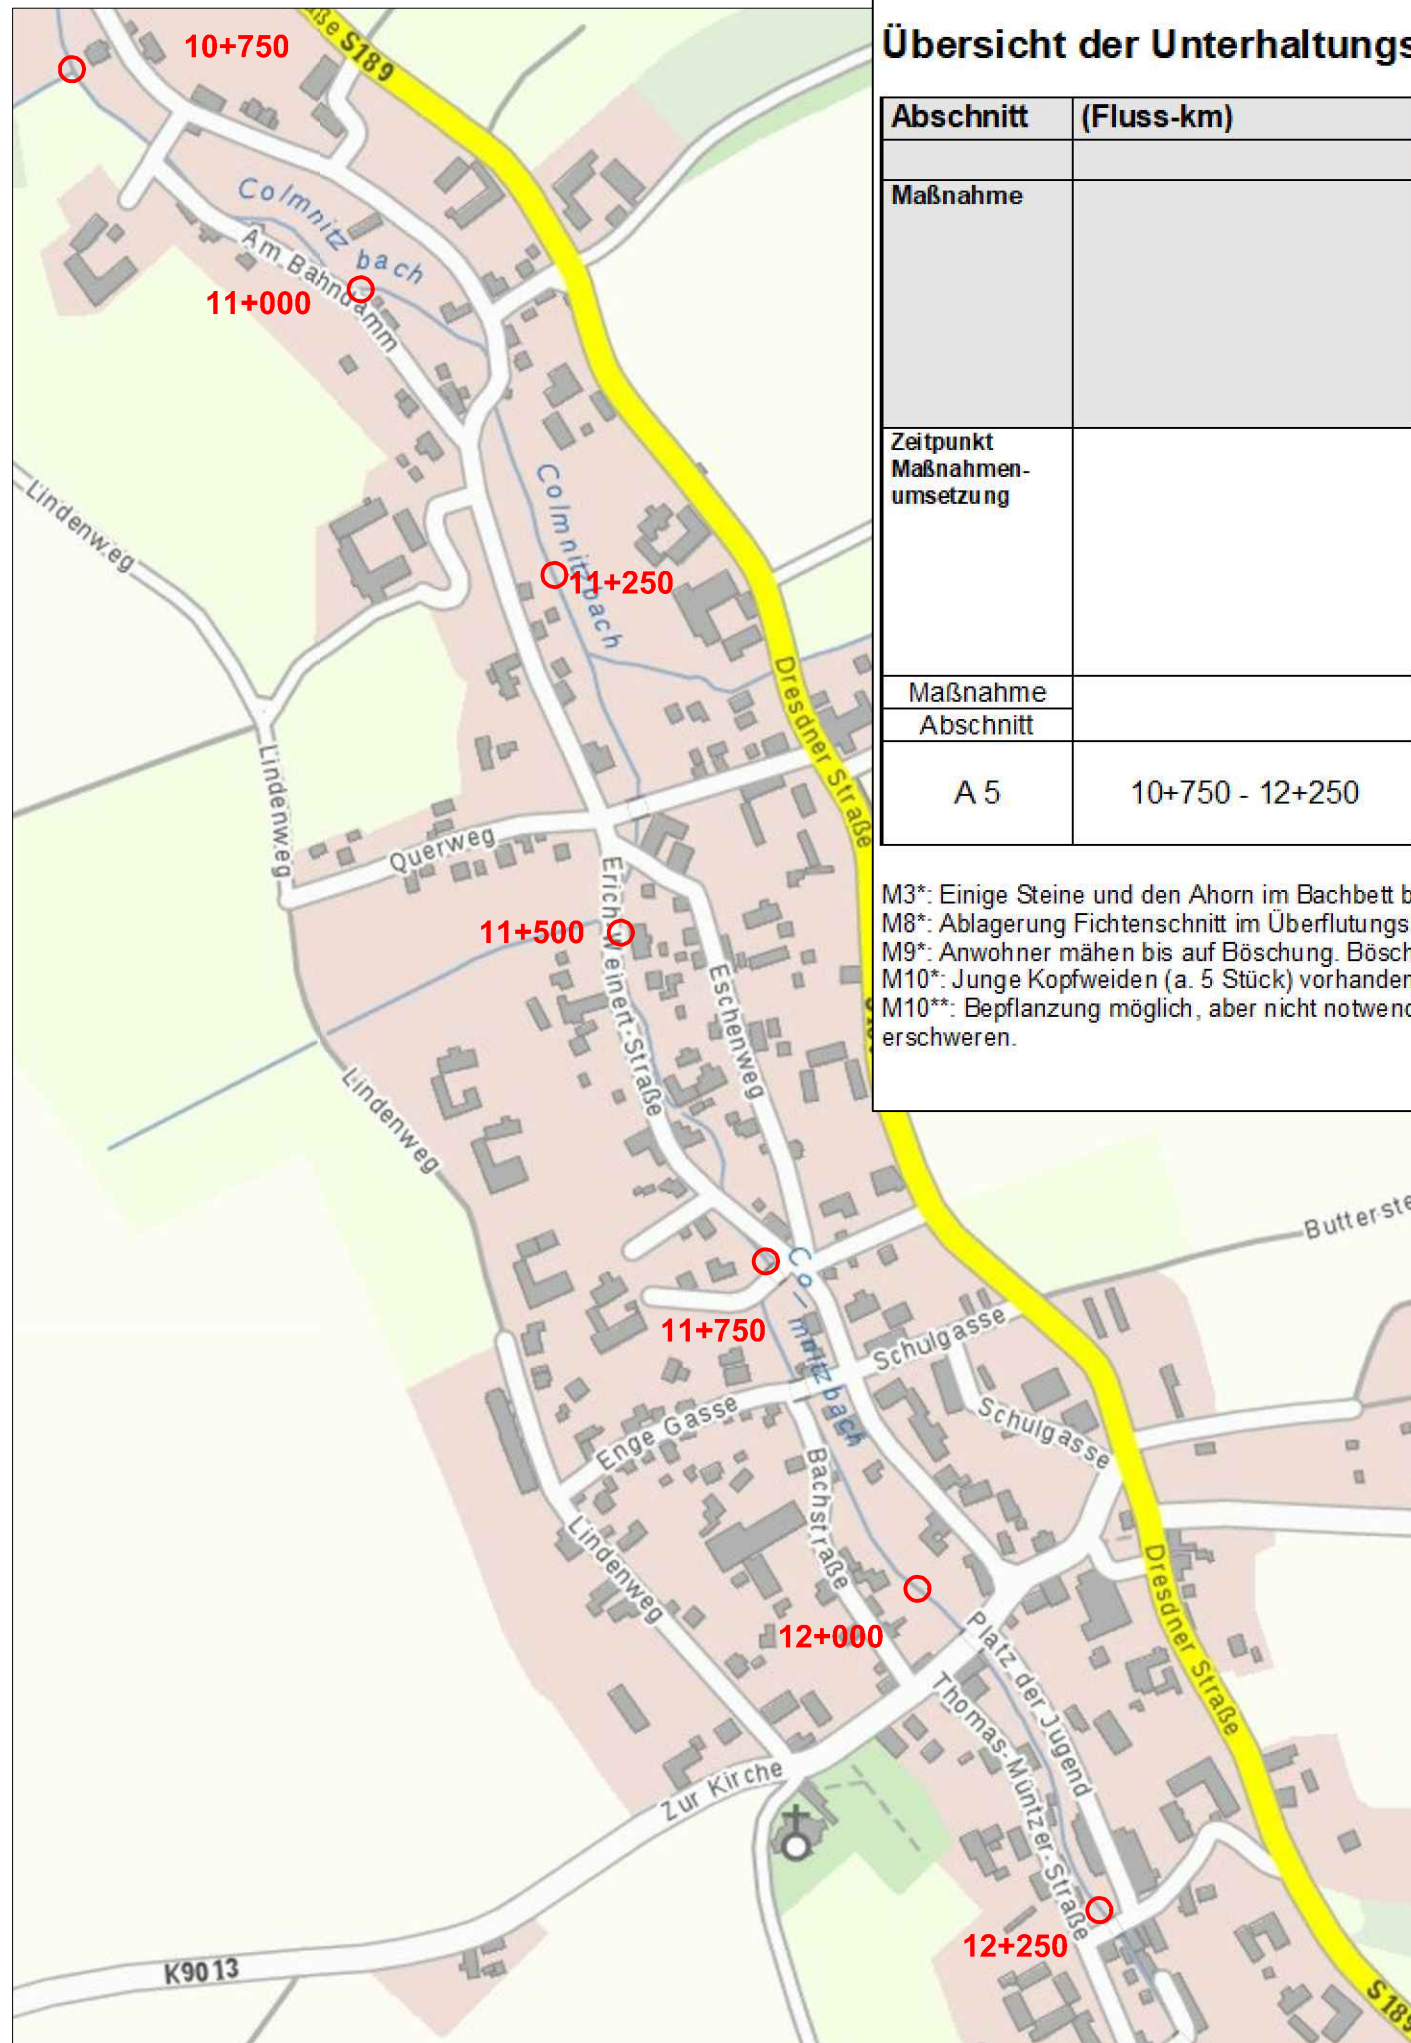 10+750
S189
Colmnitz bach
Am Bahndamm
11+000
Lindenweg
Colmnitzbach
11+250
Dresdner Straße
Lindenweg
Querweg
11+500
Erich-Weinert-Straße
Eschenweg
Lindenweg
Butterste
Colmnitzbach
11+750
Schulgasse
Schulgasse
Enge Gasse
Bachstraße
Lindenweg
12+000
Platz der Jugend
Dresdner Straße
Thomas-Müntzer-Straße
Zur Kirche
12+250
K9013
S189
Übersicht der Unterhaltungs
Abschnitt (Fluss-km)
Maßnahme
Zeitpunkt
Maßnahmen-
umsetzung
Maßnahme
Abschnitt
A 5 10+750 - 12+250
M3*: Einige Steine und den Ahorn im Bachbett b
M8*: Ablagerung Fichtenschnitt im Überflutungs
M9*: Anwohner mähen bis auf Böschung. Bösch
M10*: Junge Kopfweiden (a. 5 Stück) vorhanden
M10**: Bepflanzung möglich, aber nicht notwend
erschweren.